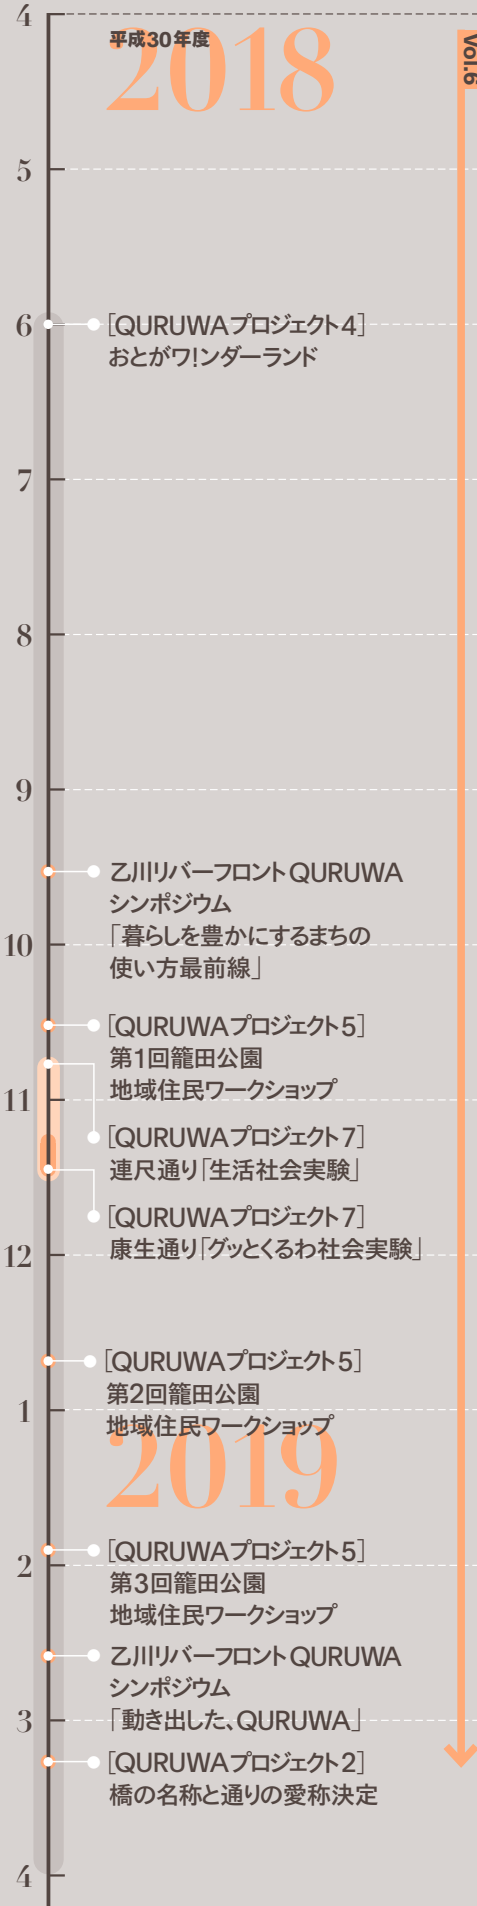 4
平成30年度
2018
Vol.6
5
6
[QURUWAプロジェクト4]
おとがワ!ンダーランド
7
8
9
乙川リバーフロントQURUWA
シンポジウム
「暮らしを豊かにするまちの
使い方最前線」
10
[QURUWAプロジェクト5]
第1回籠田公園
地域住民ワークショップ
11
[QURUWAプロジェクト7]
連尺通り「生活社会実験」
[QURUWAプロジェクト7]
康生通り「グッとくるわ社会実験」
12
[QURUWAプロジェクト5]
第2回籠田公園
地域住民ワークショップ
1
2019
[QURUWAプロジェクト5]
第3回籠田公園
地域住民ワークショップ
2
乙川リバーフロントQURUWA
シンポジウム
「動き出した、QURUWA」
3
[QURUWAプロジェクト2]
橋の名称と通りの愛称決定
4